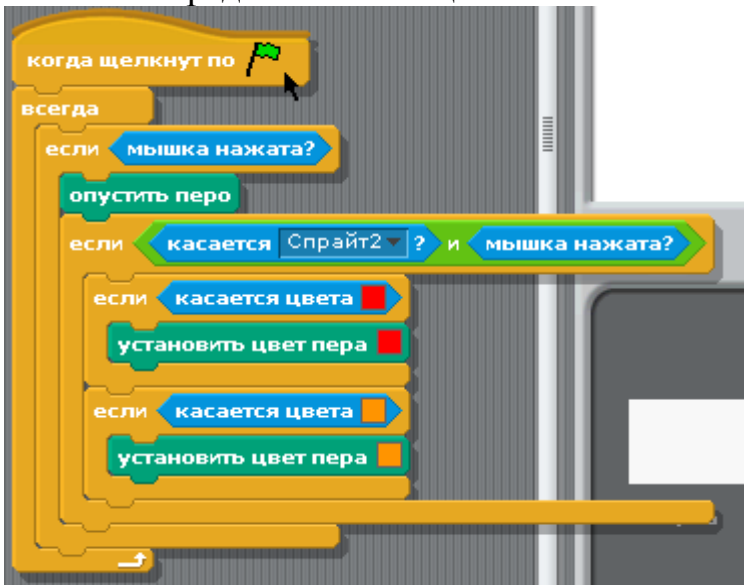 когда щелкнут по
всегда
если мышка нажата?
опустить перо
если касается Спрайт2 ? и мышка нажата?
если касается цвета
установить цвет пера
если касается цвета
установить цвет пера